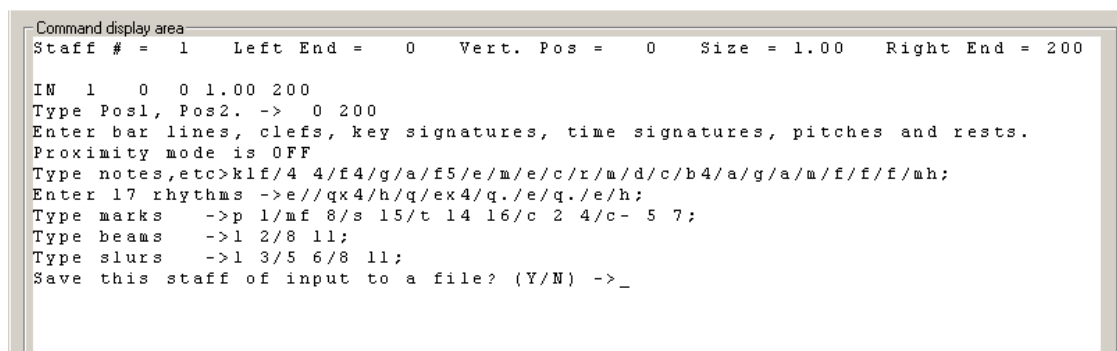 Command display area
Staff # = 1 Left End = 0 Vert. Pos = 0 Size = 1.00 Right End = 200
IN 1 0 0 1.00 200
Type Pos1, Pos2. -> 0 200
Enter bar lines, clefs, key signatures, time signatures, pitches and rests.
Proximity mode is OFF
Type notes,etc>k1f/4 4/f4/g/a/f5/e/m/e/c/r/m/d/c/b4/a/g/a/m/f/f/f/mh;
Enter 17 rhythms ->e//qx4/h/q/ex4/q./e/q./e/h;
Type marks ->p 1/mf 8/s 15/t 14 16/c 2 4/c- 5 7;
Type beams ->1 2/8 11;
Type slurs ->1 3/5 6/8 11;
Save this staff of input to a file? (Y/N) ->_